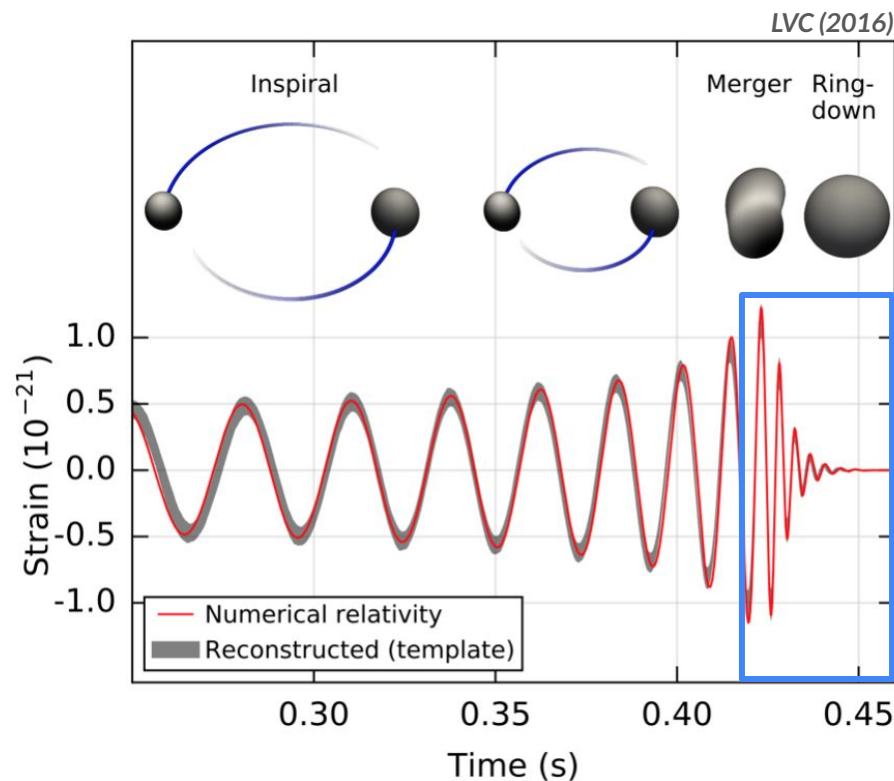 LVC (2016)
Inspiral
Merger
Ring-
down
Strain (10⁻²¹)
1.0
0.5
0.0
-0.5
-1.0
Numerical relativity
Reconstructed (template)
0.30
0.35
0.40
0.45
Time (s)